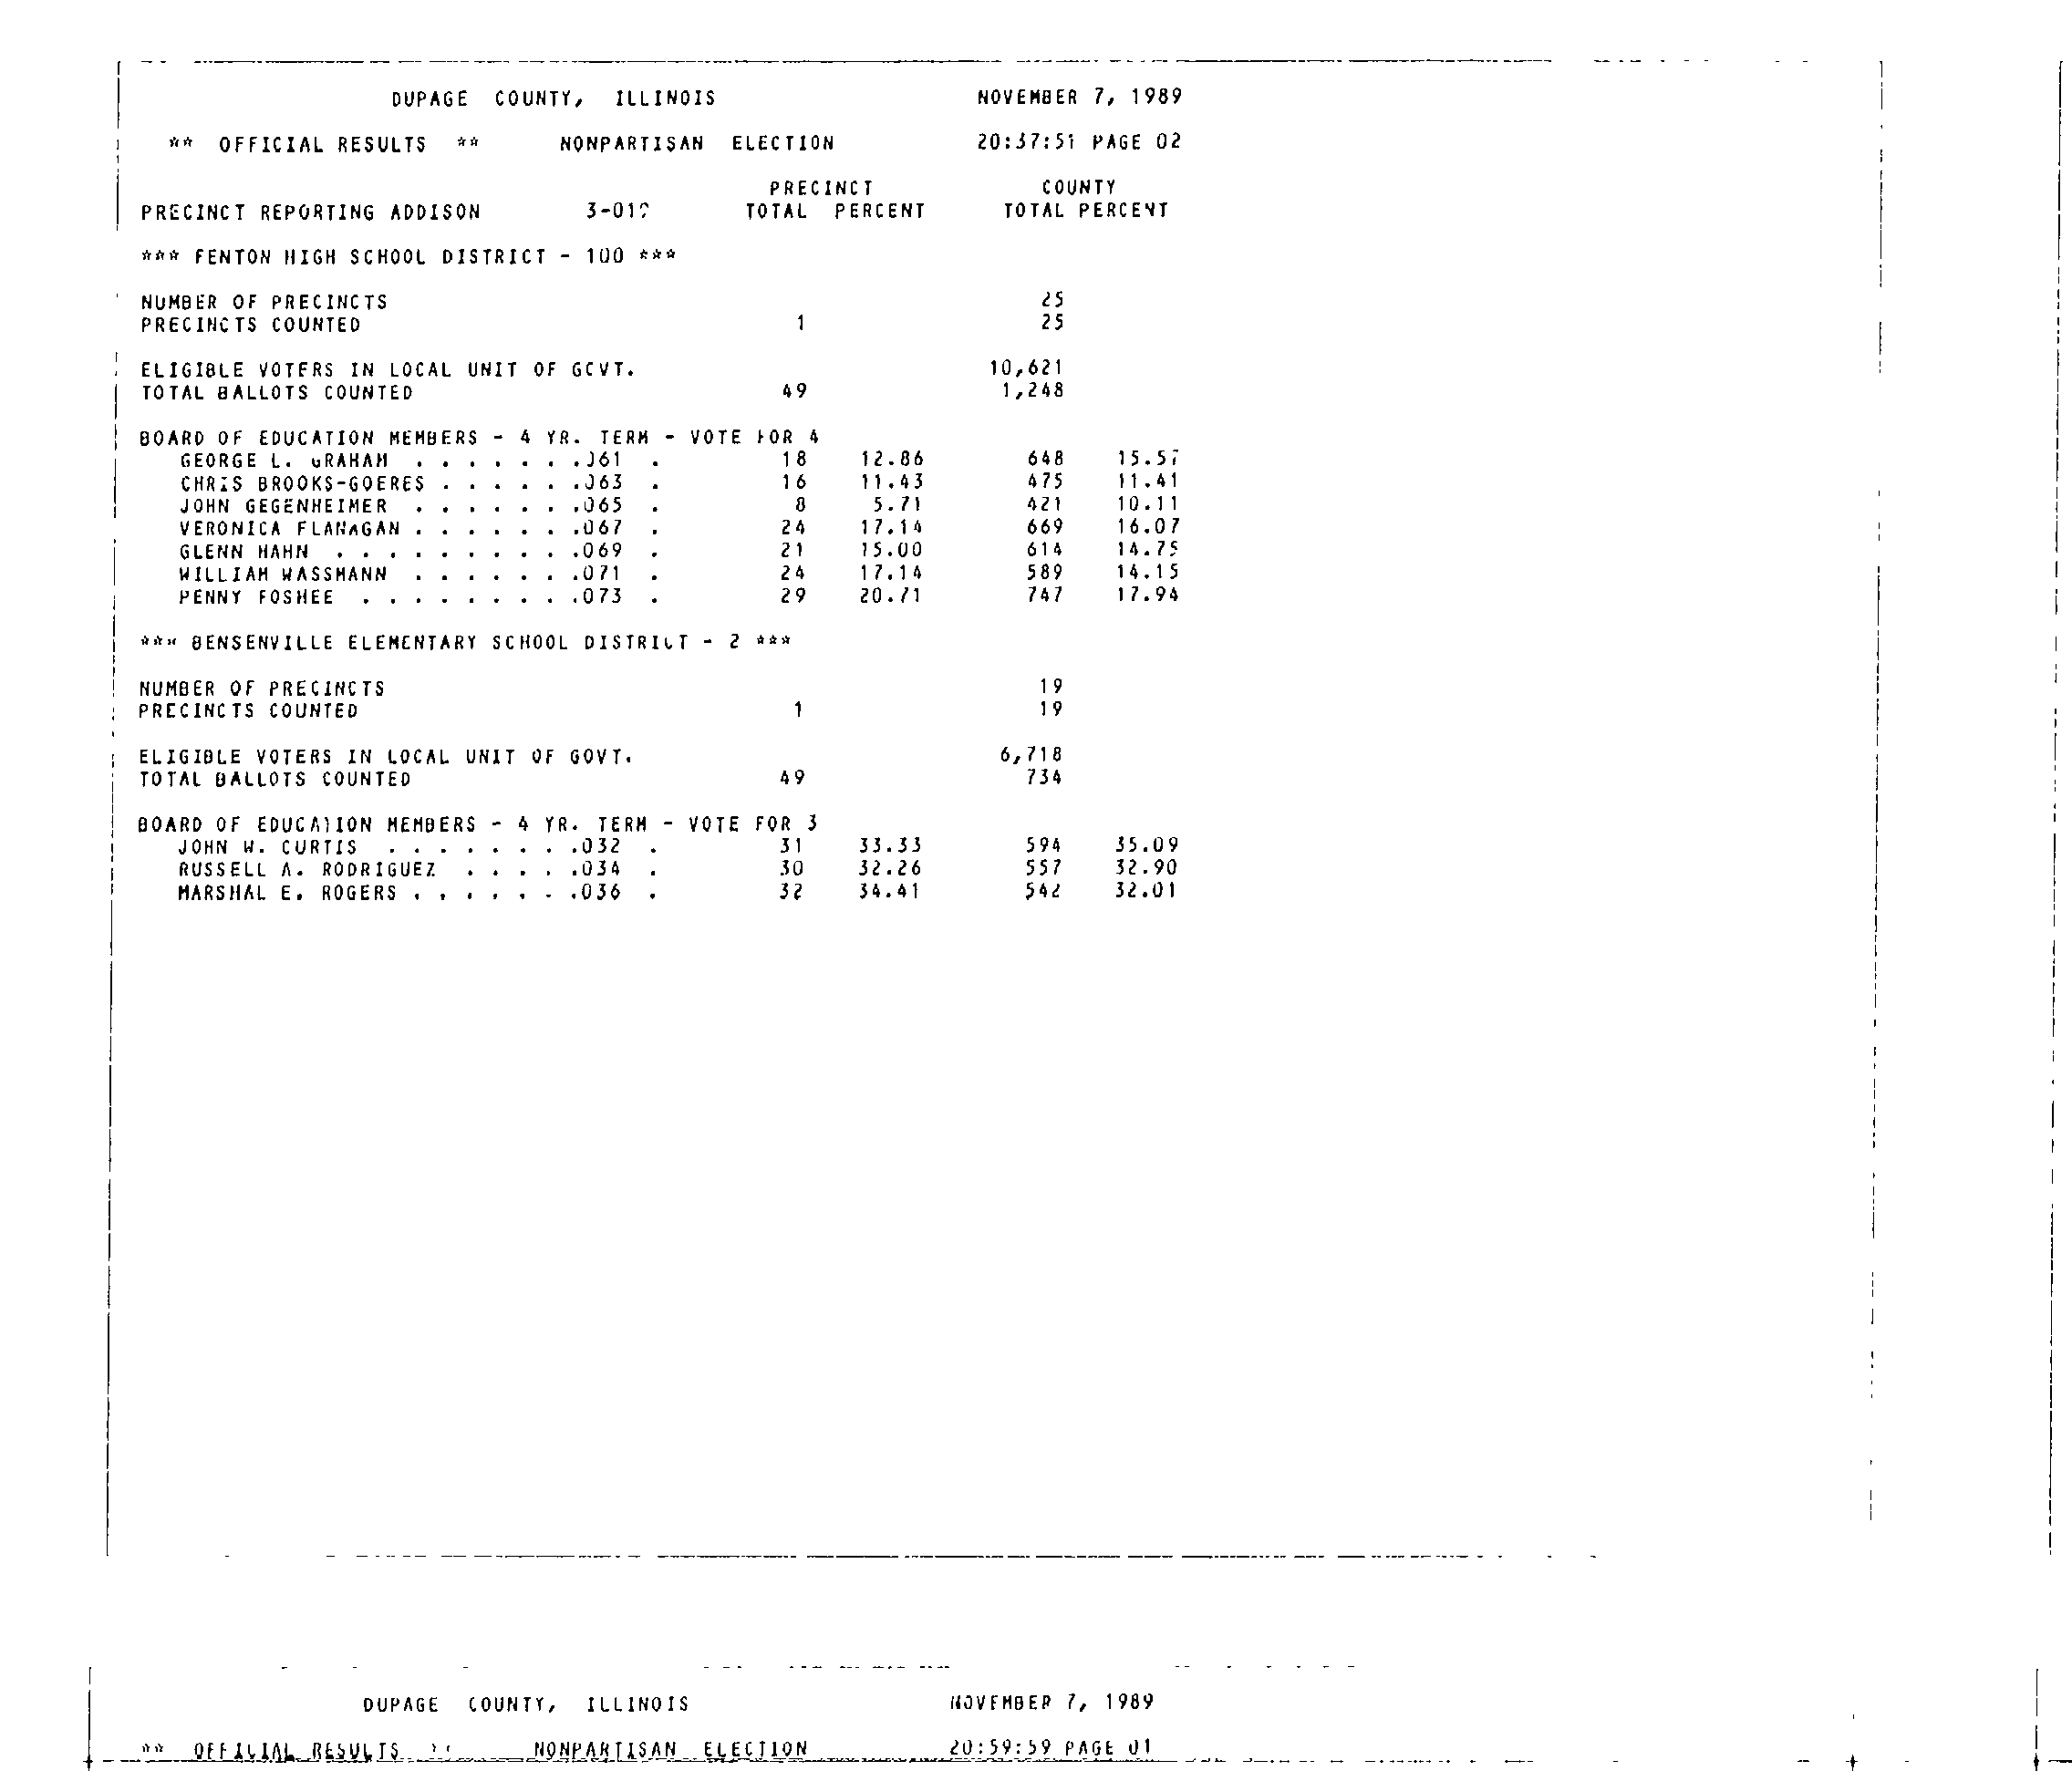 DUPAGE COUNTY, ILLINOIS NOVEMBER 7, 1989
** OFFICIAL RESULTS ** NONPARTISAN ELECTION 20:37:51 PAGE 02
PRECINCT COUNTY
PRECINCT REPORTING ADDISON TOTAL PERCENT TOTAL PERCENT
*** FENTON HIGH SCHOOL DISTRICT - 100 ***
NUMBER OF PRECINCTS 25
PRECINCTS COUNTED 1 25
ELIGIBLE VOTERS IN LOCAL UNIT OF GOVT. 10,621
TOTAL BALLOTS COUNTED 49 1,248
BOARD OF EDUCATION MEMBERS - 4 YR. TERM - VOTE FOR 4
GEORGE L. GRAHAM . . . . . . .061 . 18 12.86 648 15.57
CHRIS BROOKS-GOERES . . . . . .063 . 16 11.43 475 11.41
JOHN GEGENHEIMER . . . . . . .065 . 8 5.71 421 10.11
VERONICA FLANAGAN . . . . . . .067 . 24 17.14 669 16.07
GLENN HAHN . . . . . . . . . .069 . 21 15.00 614 14.75
WILLIAM WASSMANN . . . . . . .071 . 24 17.14 589 14.15
PENNY FOSHEE . . . . . . . . .073 . 29 20.71 747 17.94
*** BENSENVILLE ELEMENTARY SCHOOL DISTRICT - 2 ***
NUMBER OF PRECINCTS 19
PRECINCTS COUNTED 1 19
ELIGIBLE VOTERS IN LOCAL UNIT OF GOVT. 6,718
TOTAL BALLOTS COUNTED 49 734
BOARD OF EDUCATION MEMBERS - 4 YR. TERM - VOTE FOR 3
JOHN W. CURTIS . . . . . . . .032 . 31 33.33 594 35.09
RUSSELL A. RODRIGUEZ . . . . .034 . 30 32.26 557 32.90
MARSHAL E. ROGERS . . . . . . .036 . 32 34.41 542 32.01
DUPAGE COUNTY, ILLINOIS NOVEMBER 7, 1989
** OFFICIAL RESULTS NONPARTISAN ELECTION 20:59:59 PAGE 01